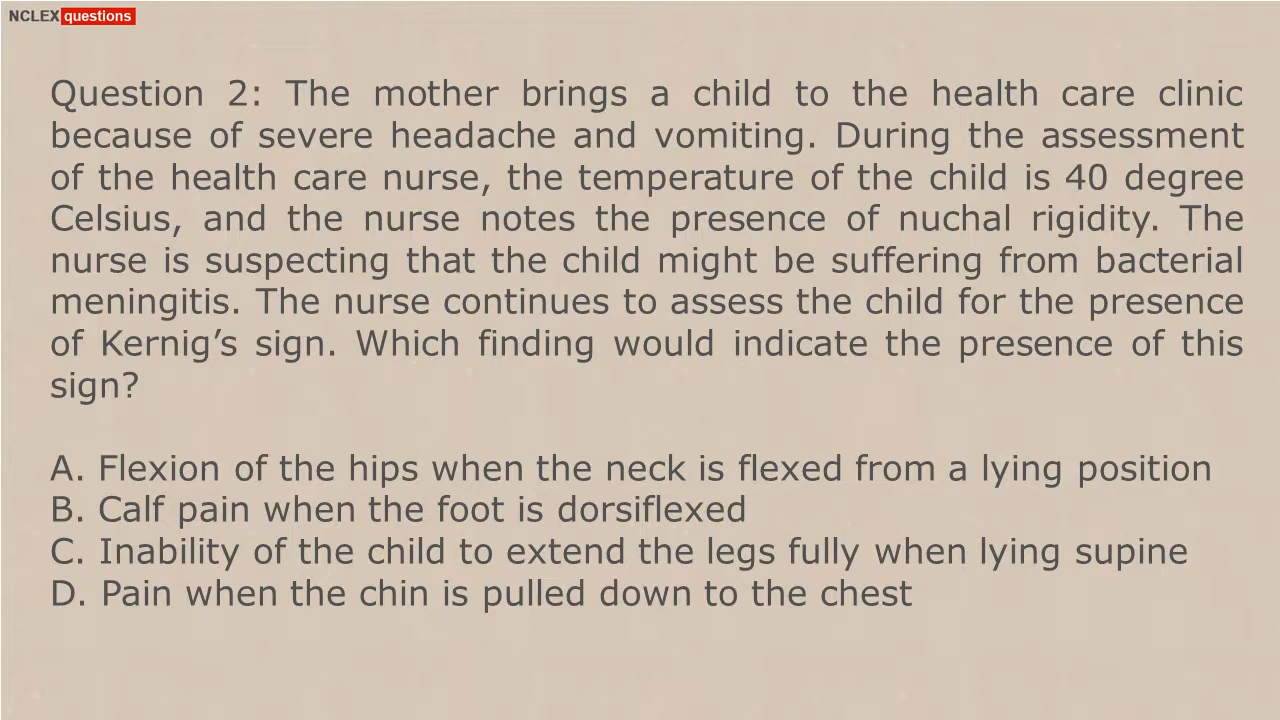 NCLEX questions
Question 2: The mother brings a child to the health care clinic
because of severe headache and vomiting. During the assessment
of the health care nurse, the temperature of the child is 40 degree
Celsius, and the nurse notes the presence of nuchal rigidity. The
nurse is suspecting that the child might be suffering from bacterial
meningitis. The nurse continues to assess the child for the presence
of Kernig’s sign. Which finding would indicate the presence of this
sign?
A. Flexion of the hips when the neck is flexed from a lying position
B. Calf pain when the foot is dorsiflexed
C. Inability of the child to extend the legs fully when lying supine
D. Pain when the chin is pulled down to the chest